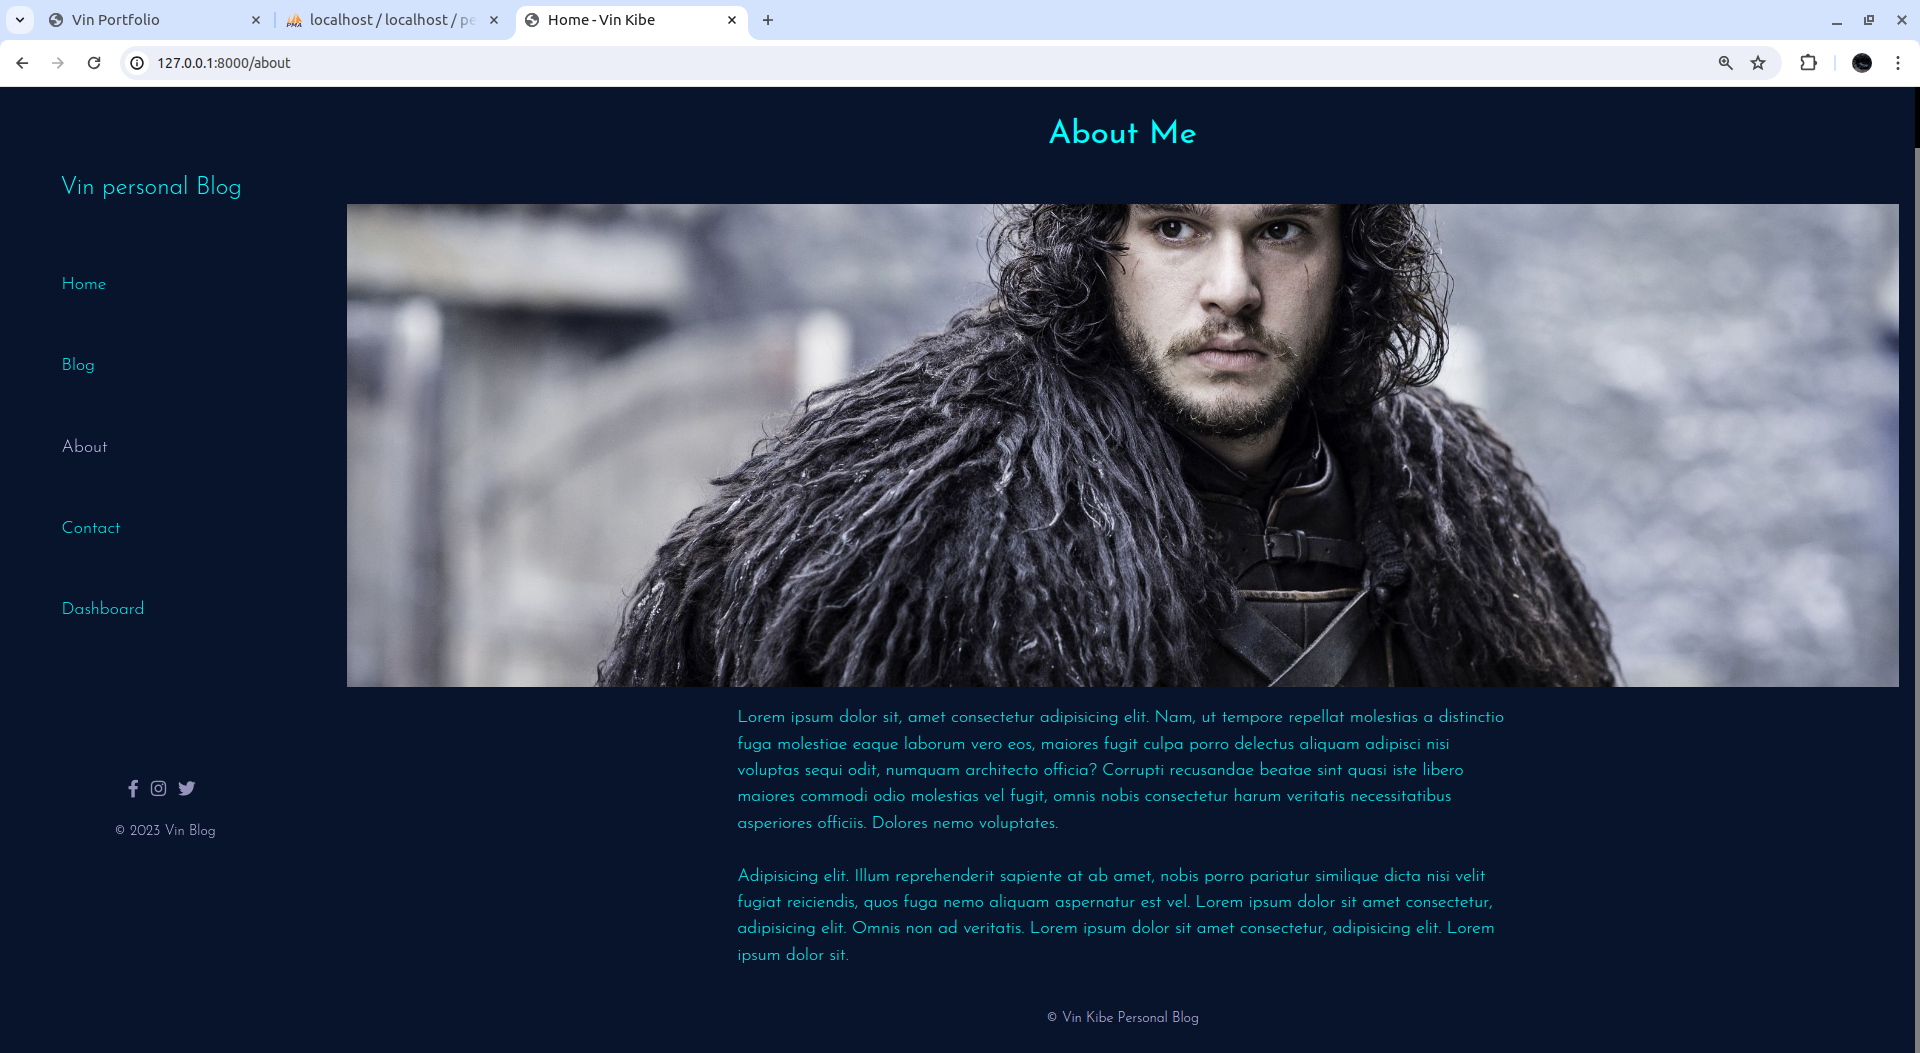 Vin Portfolio
localhost / localhost / pe
Home - Vin Kibe
127.0.0.1:8000/about
About Me
Vin personal Blog
Home
Blog
About
Contact
Dashboard
© 2023 Vin Blog
Lorem ipsum dolor sit, amet consectetur adipisicing elit. Nam, ut tempore repellat molestias a distinctio
fuga molestiae eaque laborum vero eos, maiores fugit culpa porro delectus aliquam adipisci nisi
voluptas sequi odit, numquam architecto officia? Corrupti recusandae beatae sint quasi iste libero
maiores commodi odio molestias vel fugit, omnis nobis consectetur harum veritatis necessitatibus
asperiores officiis. Dolores nemo voluptates.
Adipisicing elit. Illum reprehenderit sapiente at ab amet, nobis porro pariatur similique dicta nisi velit
fugiat reiciendis, quos fuga nemo aliquam aspernatur est vel. Lorem ipsum dolor sit amet consectetur,
adipisicing elit. Omnis non ad veritatis. Lorem ipsum dolor sit amet consectetur, adipisicing elit. Lorem
ipsum dolor sit.
© Vin Kibe Personal Blog